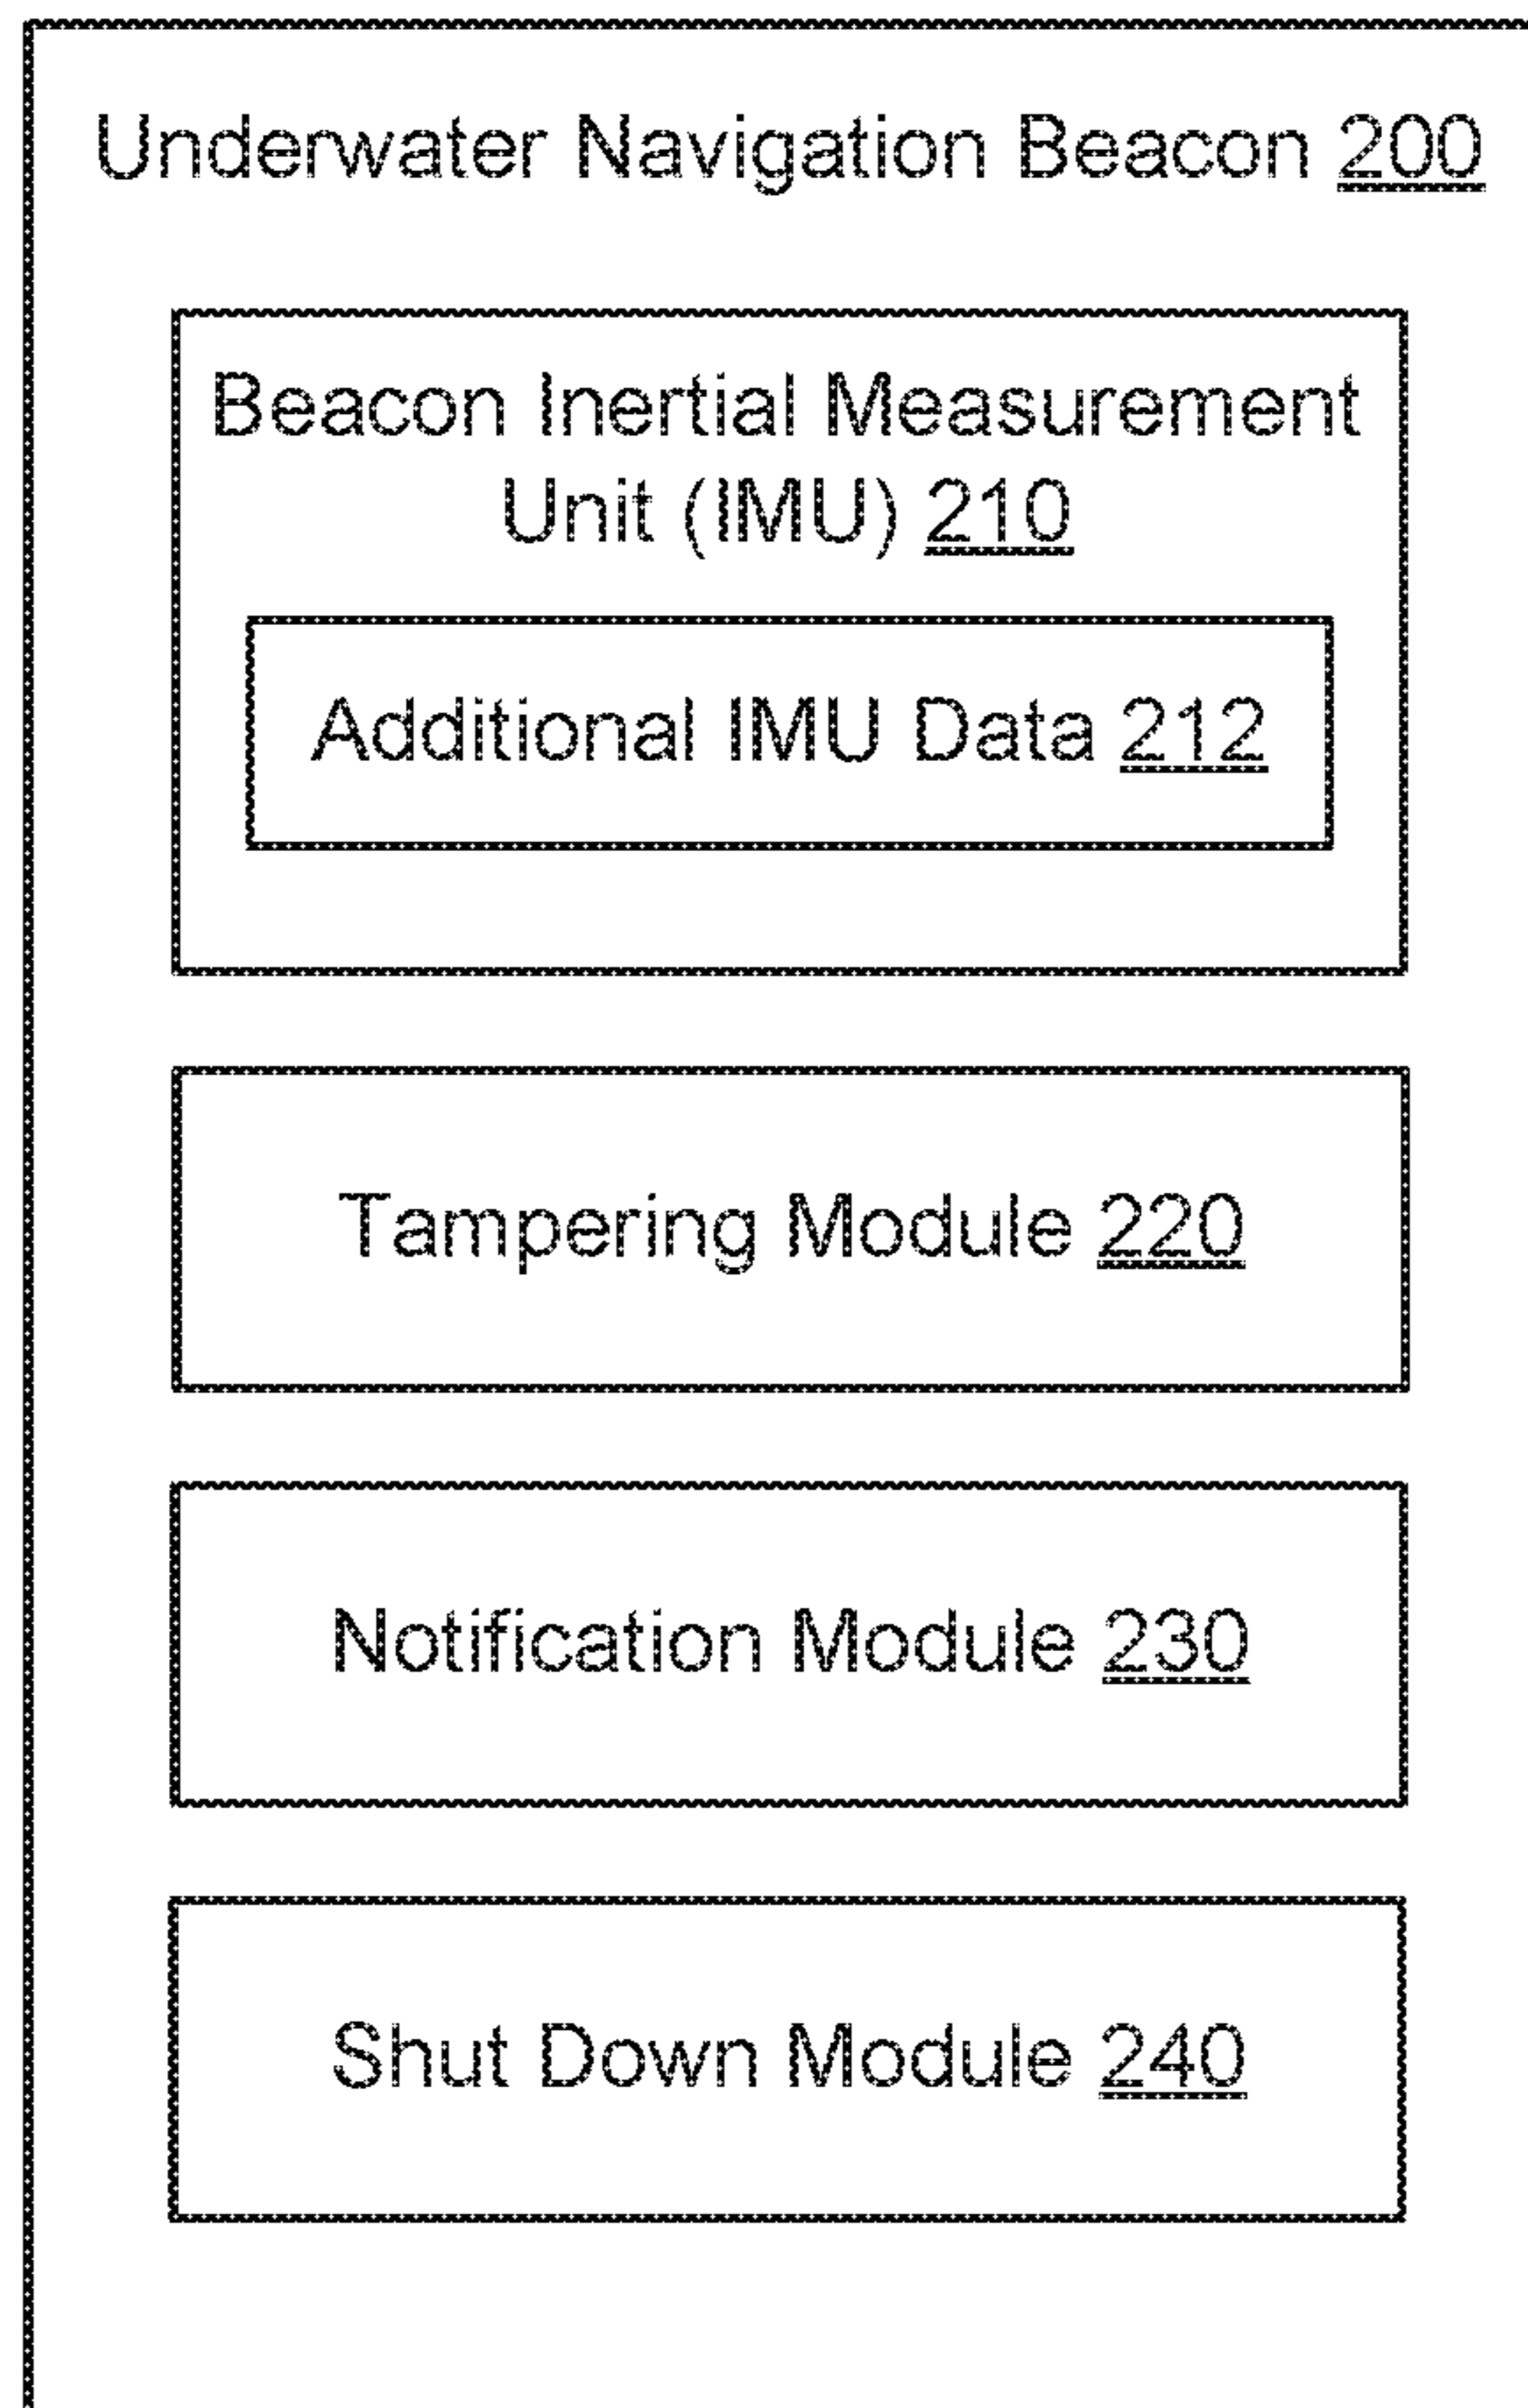 Underwater Navigation Beacon 200
Beacon Inertial Measurement
Unit (IMU) 210
Additional IMU Data 212
Tampering Module 220
Notification Module 230
Shut Down Module 240